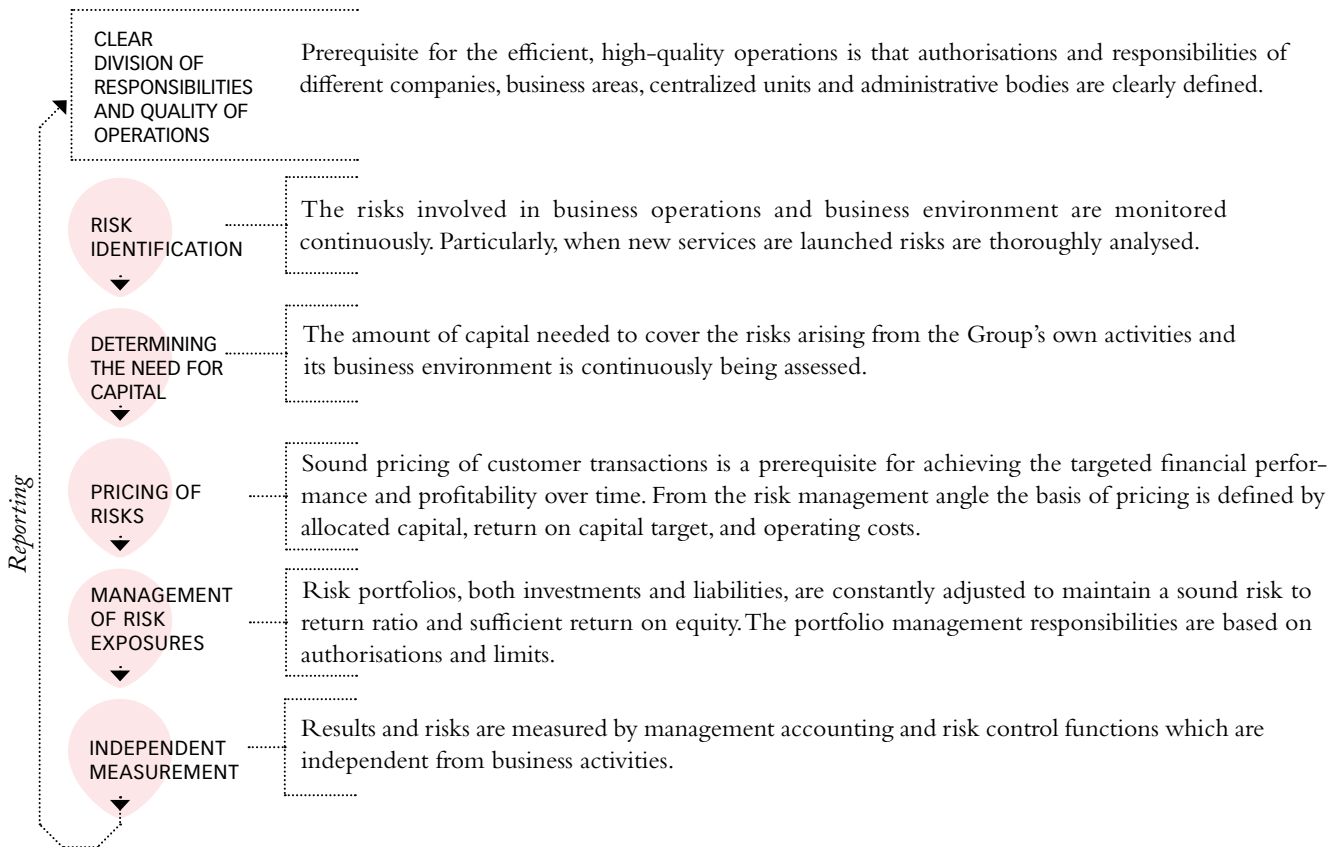 CLEAR
DIVISION OF
RESPONSIBILITIES
AND QUALITY OF
OPERATIONS
Prerequisite for the efficient, high-quality operations is that authorisations and responsibilities of
different companies, business areas, centralized units and administrative bodies are clearly defined.
RISK
IDENTIFICATION
The risks involved in business operations and business environment are monitored
continuously. Particularly, when new services are launched risks are thoroughly analysed.
DETERMINING
THE NEED FOR
CAPITAL
The amount of capital needed to cover the risks arising from the Group's own activities and
its business environment is continuously being assessed.
PRICING OF
RISKS
Sound pricing of customer transactions is a prerequisite for achieving the targeted financial perfor-
mance and profitability over time. From the risk management angle the basis of pricing is defined by
allocated capital, return on capital target, and operating costs.
MANAGEMENT
OF RISK
EXPOSURES
Risk portfolios, both investments and liabilities, are constantly adjusted to maintain a sound risk to
return ratio and sufficient return on equity. The portfolio management responsibilities are based on
authorisations and limits.
INDEPENDENT
MEASUREMENT
Results and risks are measured by management accounting and risk control functions which are
independent from business activities.
Reporting